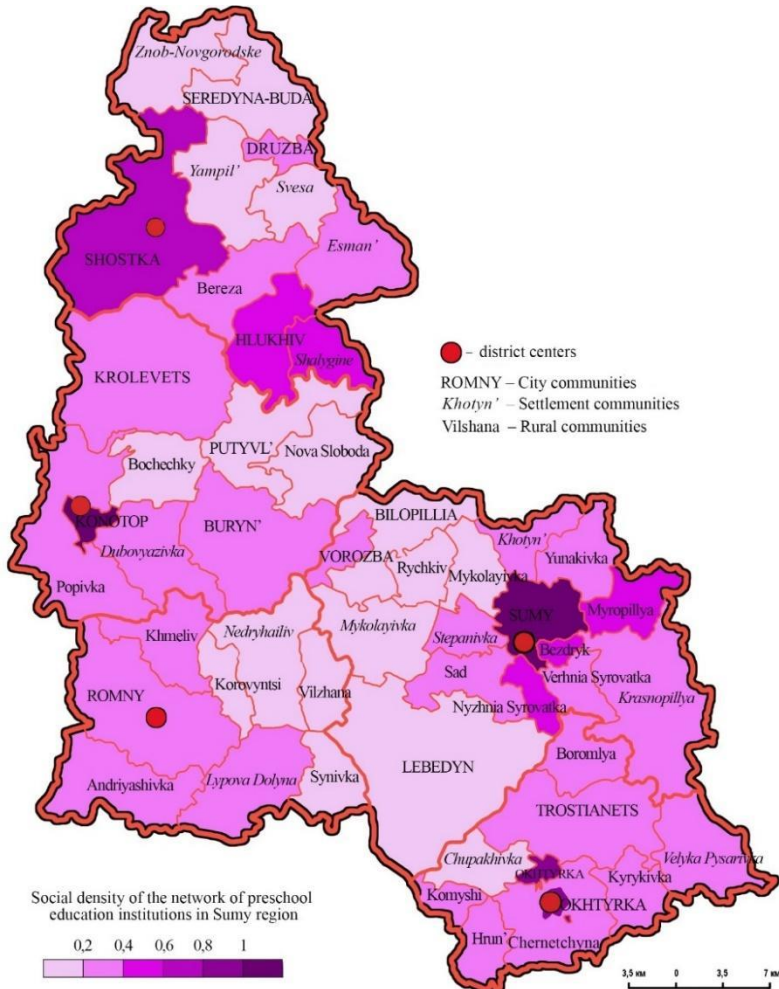 Znob-Novgorodske
SEREDYNA-BUDA
DRUZBA
Yampil’
Svesa
SHOSTKA
Esman’
Bereza
HLUKHIV
Shalygine
KROLEVETS
PUTYVL’
Nova Sloboda
Bochechky
KONOTOP
Dubovyazivka
BURYN’
Popivka
– district centers
ROMNY – City communities
Khotyn’ – Settlement communities
Vilshana – Rural communities
BILOPILLIA
VOROZBA
Rychkiv
Mykolayivka
Khotyn’
Yunakivka
SUMY
Myropillya
Mykolayivka
Stepanivka
Bezdryk
Sad
Verhnia Syrovatka
Krasnopillya
Nyzhnia Syrovatka
Khmeliv
Nedryhailiv
ROMNY
Korovyntsi
Vilzhana
Andriyashivka
Lypova Dolyna
Synivka
LEBEDYN
Boromlya
TROSTIANETS
Chupakhivka
OKHTYRKA
Kyrykivka
Velyka Pysarivka
Komyshi
OKHTYRKA
Hrun’
Chernetchyna
Social density of the network of preschool
education institutions in Sumy region
0,2 0,4 0,6 0,8 1
3,5 км 0 3,5 7 км